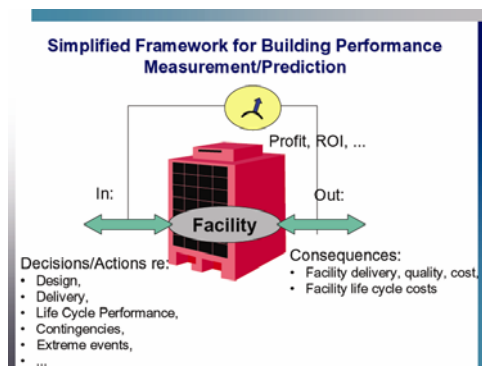 Simplified Framework for Building Performance
Measurement/Prediction
Profit, ROI, ...
In:
Out:
Facility
Decisions/Actions re:
• Design,
• Delivery,
• Life Cycle Performance,
• Contingencies,
• Extreme events,
• ...
Consequences:
• Facility delivery, quality, cost,
• Facility life cycle costs